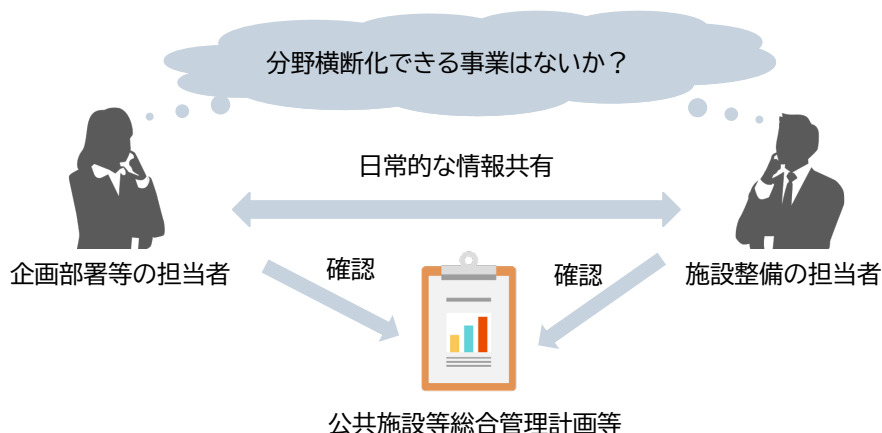 分野横断化できる事業はないか？
日常的な情報共有
企画部署等の担当者
確認
確認
施設整備の担当者
公共施設等総合管理計画等